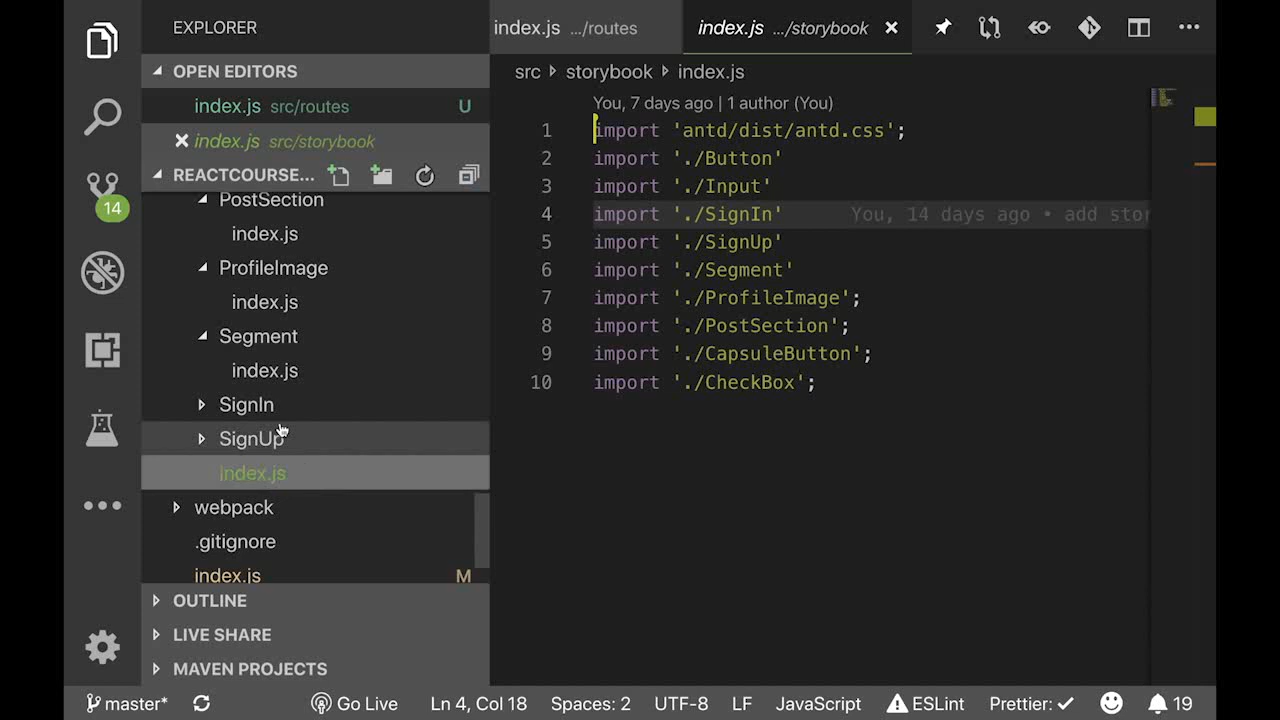 EXPLORER
OPEN EDITORS
index.js src/routes U
index.js src/storybook
REACTCOURSE...
PostSection
index.js
ProfileImage
index.js
Segment
index.js
SignIn
SignUp
index.js
webpack
.gitignore
index.js M
OUTLINE
LIVE SHARE
MAVEN PROJECTS
14
index.js .../routes
index.js .../storybook
src storybook index.js
You, 7 days ago | 1 author (You)
1 import 'antd/dist/antd.css';
2 import './Button'
3 import './Input'
4 import './SignIn' You, 14 days ago • add stor
5 import './SignUp'
6 import './Segment'
7 import './ProfileImage';
8 import './PostSection';
9 import './CapsuleButton';
10 import './CheckBox';
master* Go Live Ln 4, Col 18 Spaces: 2 UTF-8 LF JavaScript ESLint Prettier: 19